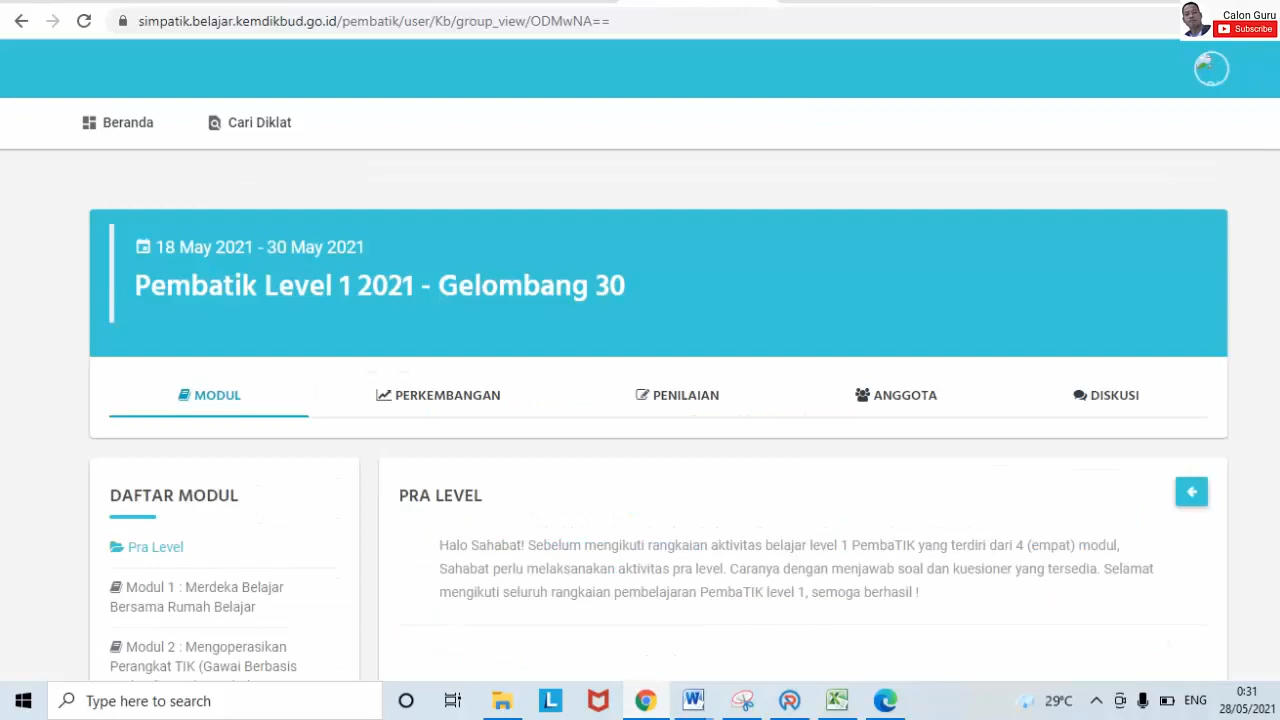 simpatik.belajar.kemdikbud.go.id/pembatik/user/Kb/group_view/ODMwNA==
Calon Guru
Subscribe
Beranda
Cari Diklat
18 May 2021 - 30 May 2021
Pembatik Level 1 2021 - Gelombang 30
MODUL
PERKEMBANGAN
PENILAIAN
ANGGOTA
DISKUSI
DAFTAR MODUL
Pra Level
Modul 1 : Merdeka Belajar
Bersama Rumah Belajar
Modul 2 : Mengoperasikan
Perangkat TIK (Gawai Berbasis
PRA LEVEL
Halo Sahabat! Sebelum mengikuti rangkaian aktivitas belajar level 1 PembaTIK yang terdiri dari 4 (empat) modul,
Sahabat perlu melaksanakan aktivitas pra level. Caranya dengan menjawab soal dan kuesioner yang tersedia. Selamat
mengikuti seluruh rangkaian pembelajaran PembaTIK level 1, semoga berhasil !
Type here to search
29°C
ENG
0:31
28/05/2021